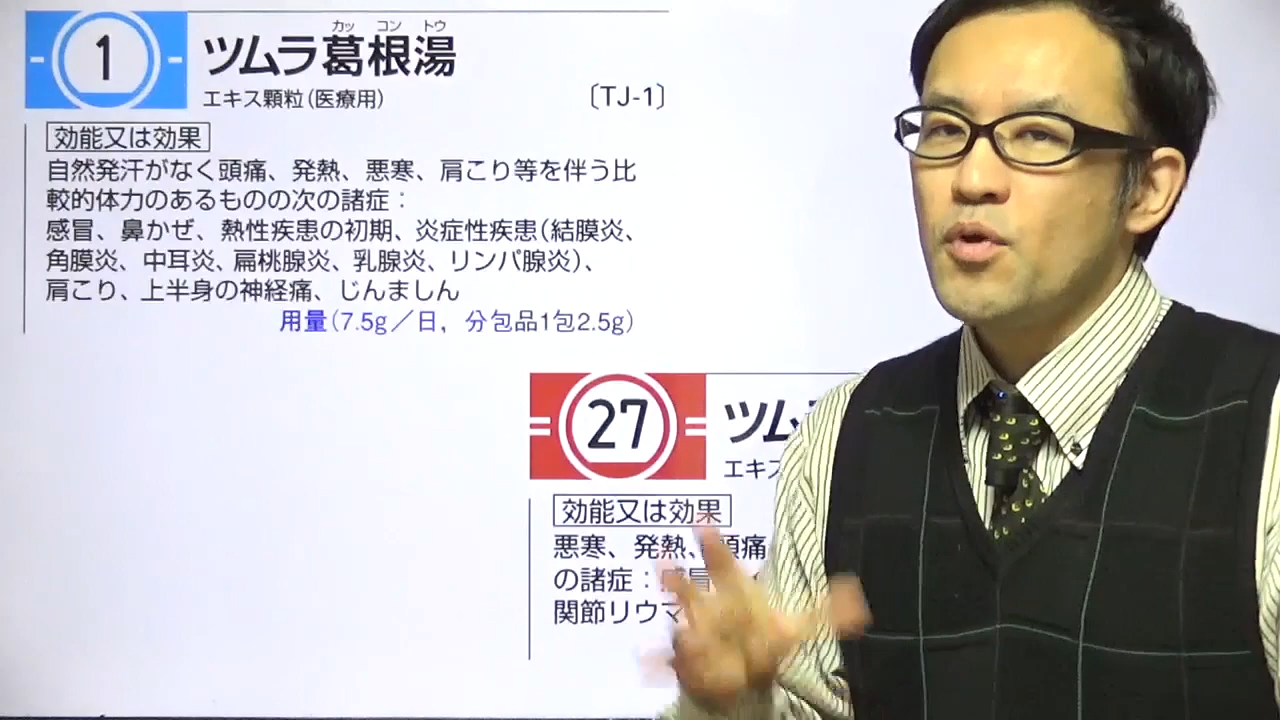 1
カッ コン トウ
ツムラ葛根湯
エキス顆粒(医療用)
〔TJ-1〕
効能又は効果
自然発汗がなく頭痛、発熱、悪寒、肩こり等を伴う比
較的体力のあるものの次の諸症：
感冒、鼻かぜ、熱性疾患の初期、炎症性疾患(結膜炎、
角膜炎、中耳炎、扁桃腺炎、乳腺炎、リンパ腺炎)、
肩こり、上半身の神経痛、じんましん
用量(7.5g／日，分包品1包2.5g)
27
ツム
エキス
効能又は効果
悪寒、発熱、頭痛
の諸症：感冒
関節リウマ